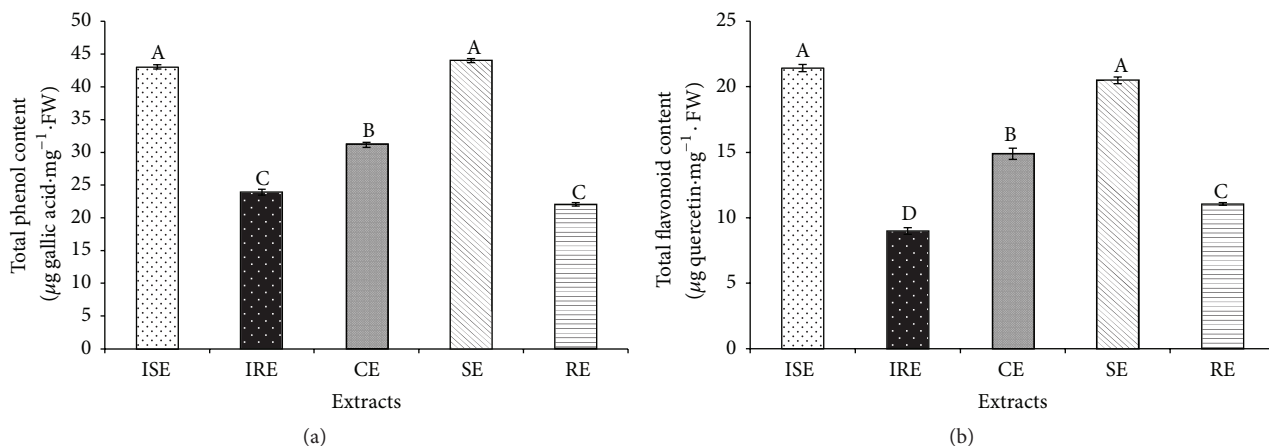 Total phenol content
(μg gallic acid·mg⁻¹·FW)
50
45
40
35
30
25
20
15
10
5
0
A
C
B
A
C
ISE IRE CE SE RE
Extracts
(a)
Total flavonoid content
(μg quercetin·mg⁻¹·FW)
25
20
15
10
5
0
A
D
B
A
C
ISE IRE CE SE RE
Extracts
(b)